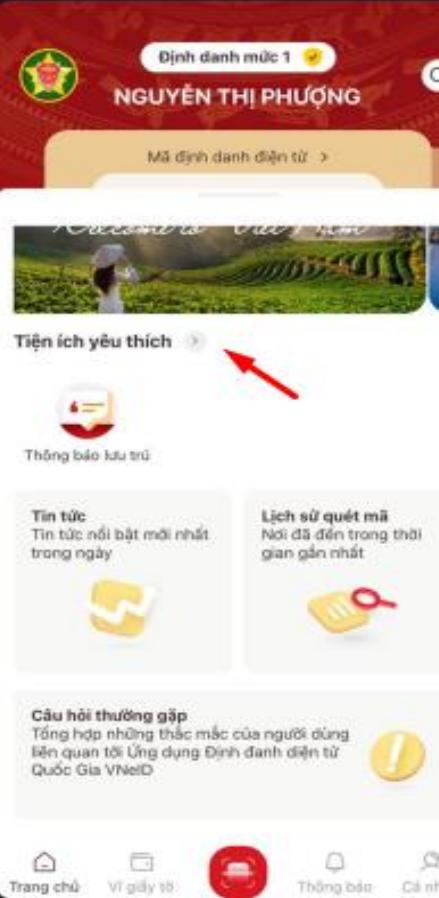 Định danh mức 1
NGUYỄN THỊ PHƯỢNG
Mã định danh điện tử >
Welcome to Việt Nam
Tiện ích yêu thích >
Thông báo lưu trú
Tin tức
Tin tức nổi bật mới nhất
trong ngày
Lịch sử quét mã
Nơi đã đến trong thời
gian gần nhất
Câu hỏi thường gặp
Tổng hợp những thắc mắc của người dùng
liên quan tới Ứng dụng Định danh điện tử
Quốc Gia VNeID
Trang chủ
Ví giấy tờ
Thông báo
Cá nh